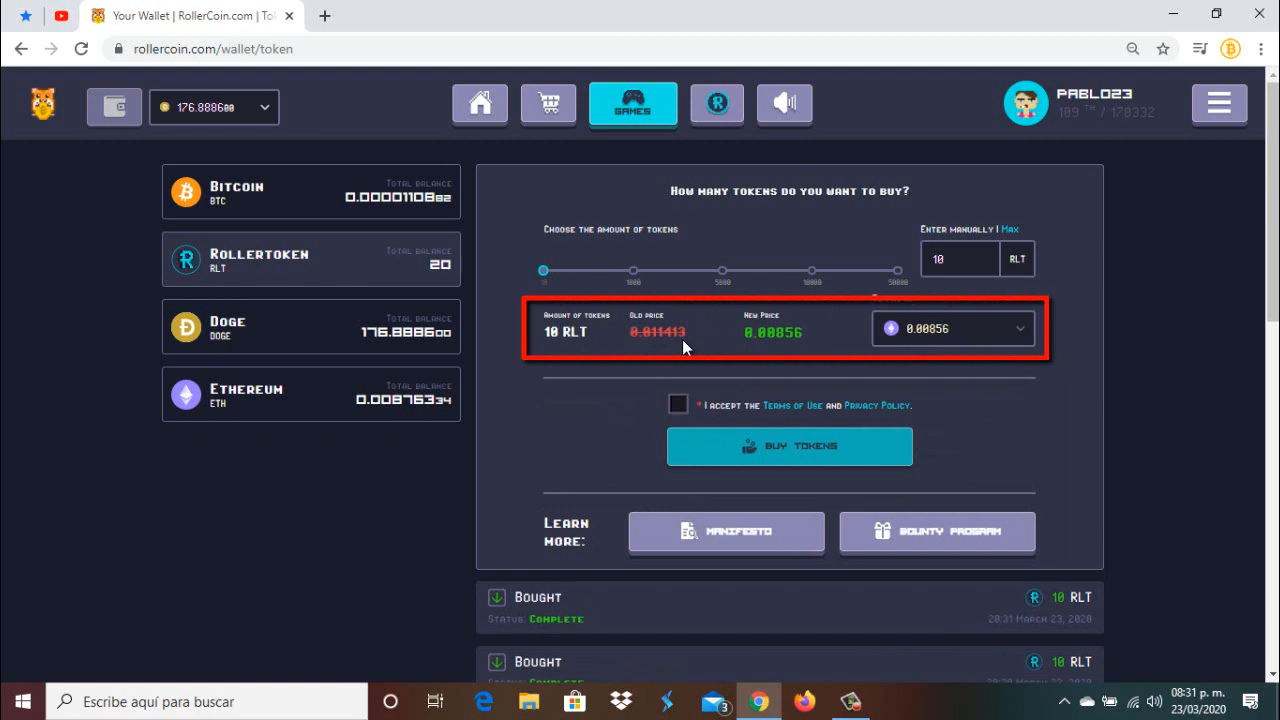 Your Wallet | RollerCoin.com | To
rollercoin.com/wallet/token
176.888600
GAMES
PABLO23
109 TH / 178332
BITCOIN
BTC
TOTAL BALANCE
0.0000110882
ROLLERTOKEN
RLT
TOTAL BALANCE
20
DOGE
DOGE
TOTAL BALANCE
176.888600
ETHEREUM
ETH
TOTAL BALANCE
0.00876334
HOW MANY TOKENS DO YOU WANT TO BUY?
CHOOSE THE AMOUNT OF TOKENS
ENTER MANUALLY | MAX
10 RLT
10 1000 5000 10000 50000
AMOUNT OF TOKENS OLD PRICE NEW PRICE
10 RLT 0.011413 0.00856 0.00856
* I ACCEPT THE TERMS OF USE AND PRIVACY POLICY.
BUY TOKENS
LEARN
MORE:
MANIFESTO
BOUNTY PROGRAM
BOUGHT
10 RLT
STATUS: COMPLETE
20:31 MARCH 23, 2020
BOUGHT
10 RLT
Escribe aquí para buscar
3
08:31 p. m.
23/03/2020